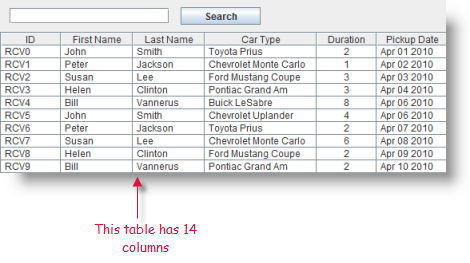 Search
ID First Name Last Name Car Type Duration Pickup Date
RCV0 John Smith Toyota Prius 2 Apr 01 2010
RCV1 Peter Jackson Chevrolet Monte Carlo 1 Apr 02 2010
RCV2 Susan Lee Ford Mustang Coupe 3 Apr 03 2010
RCV3 Helen Clinton Pontiac Grand Am 3 Apr 04 2010
RCV4 Bill Vannerus Buick LeSabre 8 Apr 06 2010
RCV5 John Smith Chevrolet Uplander 4 Apr 06 2010
RCV6 Peter Jackson Toyota Prius 2 Apr 07 2010
RCV7 Susan Lee Chevrolet Monte Carlo 6 Apr 08 2010
RCV8 Helen Clinton Ford Mustang Coupe 2 Apr 09 2010
RCV9 Bill Vannerus Pontiac Grand Am 2 Apr 10 2010
This table has 14
columns